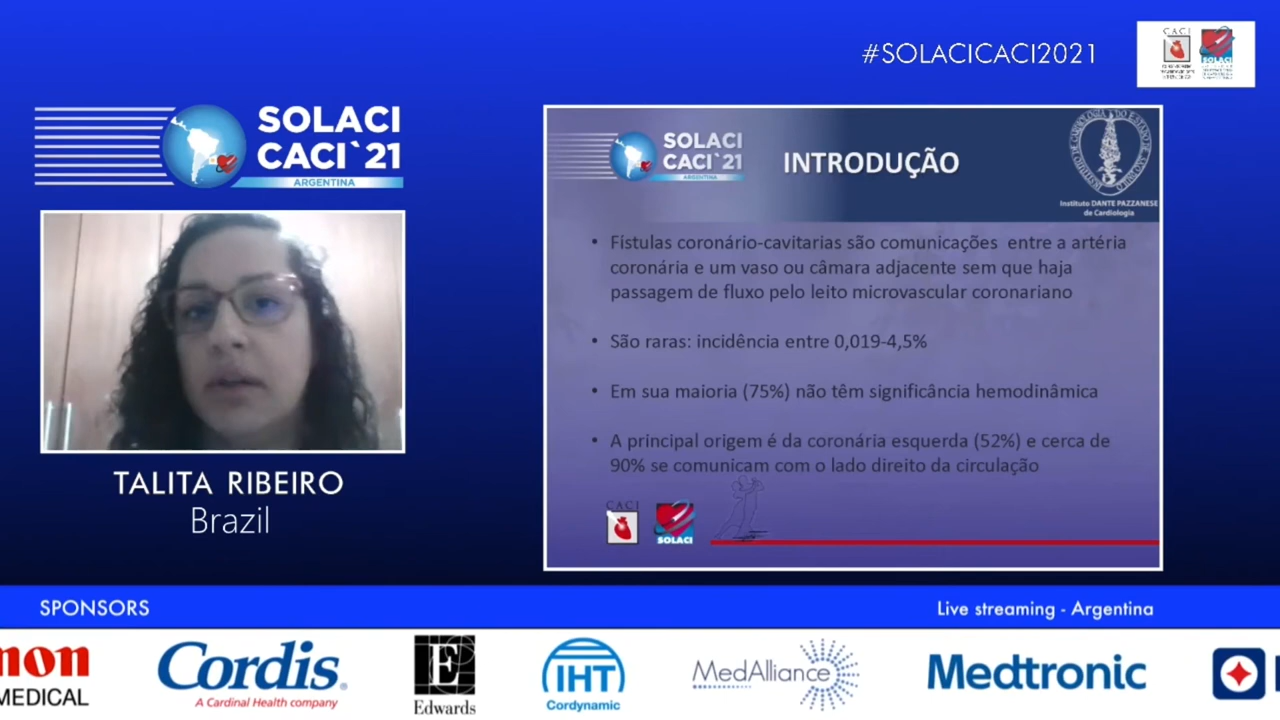 #SOLACICACI2021
CACI
SOLACI
SOLACI
CACI`21
ARGENTINA
TALITA RIBEIRO
Brazil
SOLACI
CACI`21
ARGENTINA
INTRODUÇÃO
Instituto DANTE PAZZANESE
de Cardiologia
• Fístulas coronário-cavitarias são comunicações entre a artéria
coronária e um vaso ou câmara adjacente sem que haja
passagem de fluxo pelo leito microvascular coronariano
• São raras: incidência entre 0,019-4,5%
• Em sua maioria (75%) não têm significância hemodinâmica
• A principal origem é da coronária esquerda (52%) e cerca de
90% se comunicam com o lado direito da circulação
CACI
SOLACI
SPONSORS
Live streaming - Argentina
non
MEDICAL
Cordis
A Cardinal Health company
E
Edwards
IHT
Cordynamic
MedAlliance
Medtronic